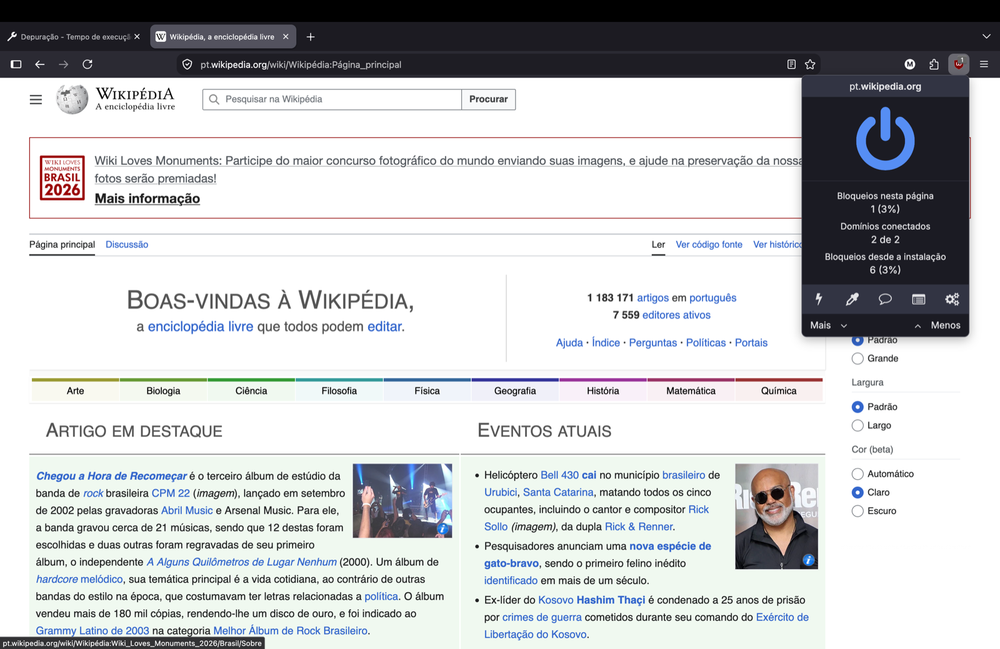 Depuração - Tempo de execuçã
Wikipédia, a enciclopédia livre
pt.wikipedia.org/wiki/Wikipédia:Página_principal
M
1
WIKIPÉDIA
A enciclopédia livre
Pesquisar na Wikipédia
Procurar
pt.wikipedia.org
Bloqueios nesta página
1 (3%)
Domínios conectados
2 de 2
Bloqueios desde a instalação
6 (3%)
Mais
Menos
WIKI LOVES
MONUMENTS
BRASIL
2026
Wiki Loves Monuments: Participe do maior concurso fotográfico do mundo enviando suas imagens, e ajude na preservação da nossa
fotos serão premiadas!
Mais informação
Página principal
Discussão
Ler
Ver código fonte
Ver histórico
BOAS-VINDAS À WIKIPÉDIA,
a enciclopédia livre que todos podem editar.
1 183 171 artigos em português
7 559 editores ativos
Ajuda · Índice · Perguntas · Políticas · Portais
Padrão
Grande
Largura
Padrão
Largo
Cor (beta)
Automático
Claro
Escuro
Arte
Biologia
Ciência
Filosofia
Física
Geografia
História
Matemática
Química
ARTIGO EM DESTAQUE
Chegou a Hora de Recomeçar é o terceiro álbum de estúdio da
banda de rock brasileira CPM 22 (imagem), lançado em setembro
de 2002 pelas gravadoras Abril Music e Arsenal Music. Para ele,
a banda gravou cerca de 21 músicas, sendo que 12 destas foram
escolhidas e duas outras foram regravadas de seu primeiro
álbum, o independente A Alguns Quilômetros de Lugar Nenhum (2000). Um álbum de
hardcore melódico, sua temática principal é a vida cotidiana, ao contrário de outras
bandas do estilo na época, que costumavam ter letras relacionadas a política. O álbum
vendeu mais de 180 mil cópias, rendendo-lhe um disco de ouro, e foi indicado ao
Grammy Latino de 2003 na categoria Melhor Álbum de Rock Brasileiro.
EVENTOS ATUAIS
Helicóptero Bell 430 cai no município brasileiro de
Urubici, Santa Catarina, matando todos os cinco
ocupantes, incluindo o cantor e compositor Rick
Sollo (imagem), da dupla Rick & Renner.
Pesquisadores anunciam uma nova espécie de
gato-bravo, sendo o primeiro felino inédito
identificado em mais de um século.
Ex-líder do Kosovo Hashim Thaçi é condenado a 25 anos de prisão
por crimes de guerra cometidos durante seu comando do Exército de
Libertação do Kosovo.
pt.wikipedia.org/wiki/Wikipédia:Wiki_Loves_Monuments_2026/Brasil/Sobre